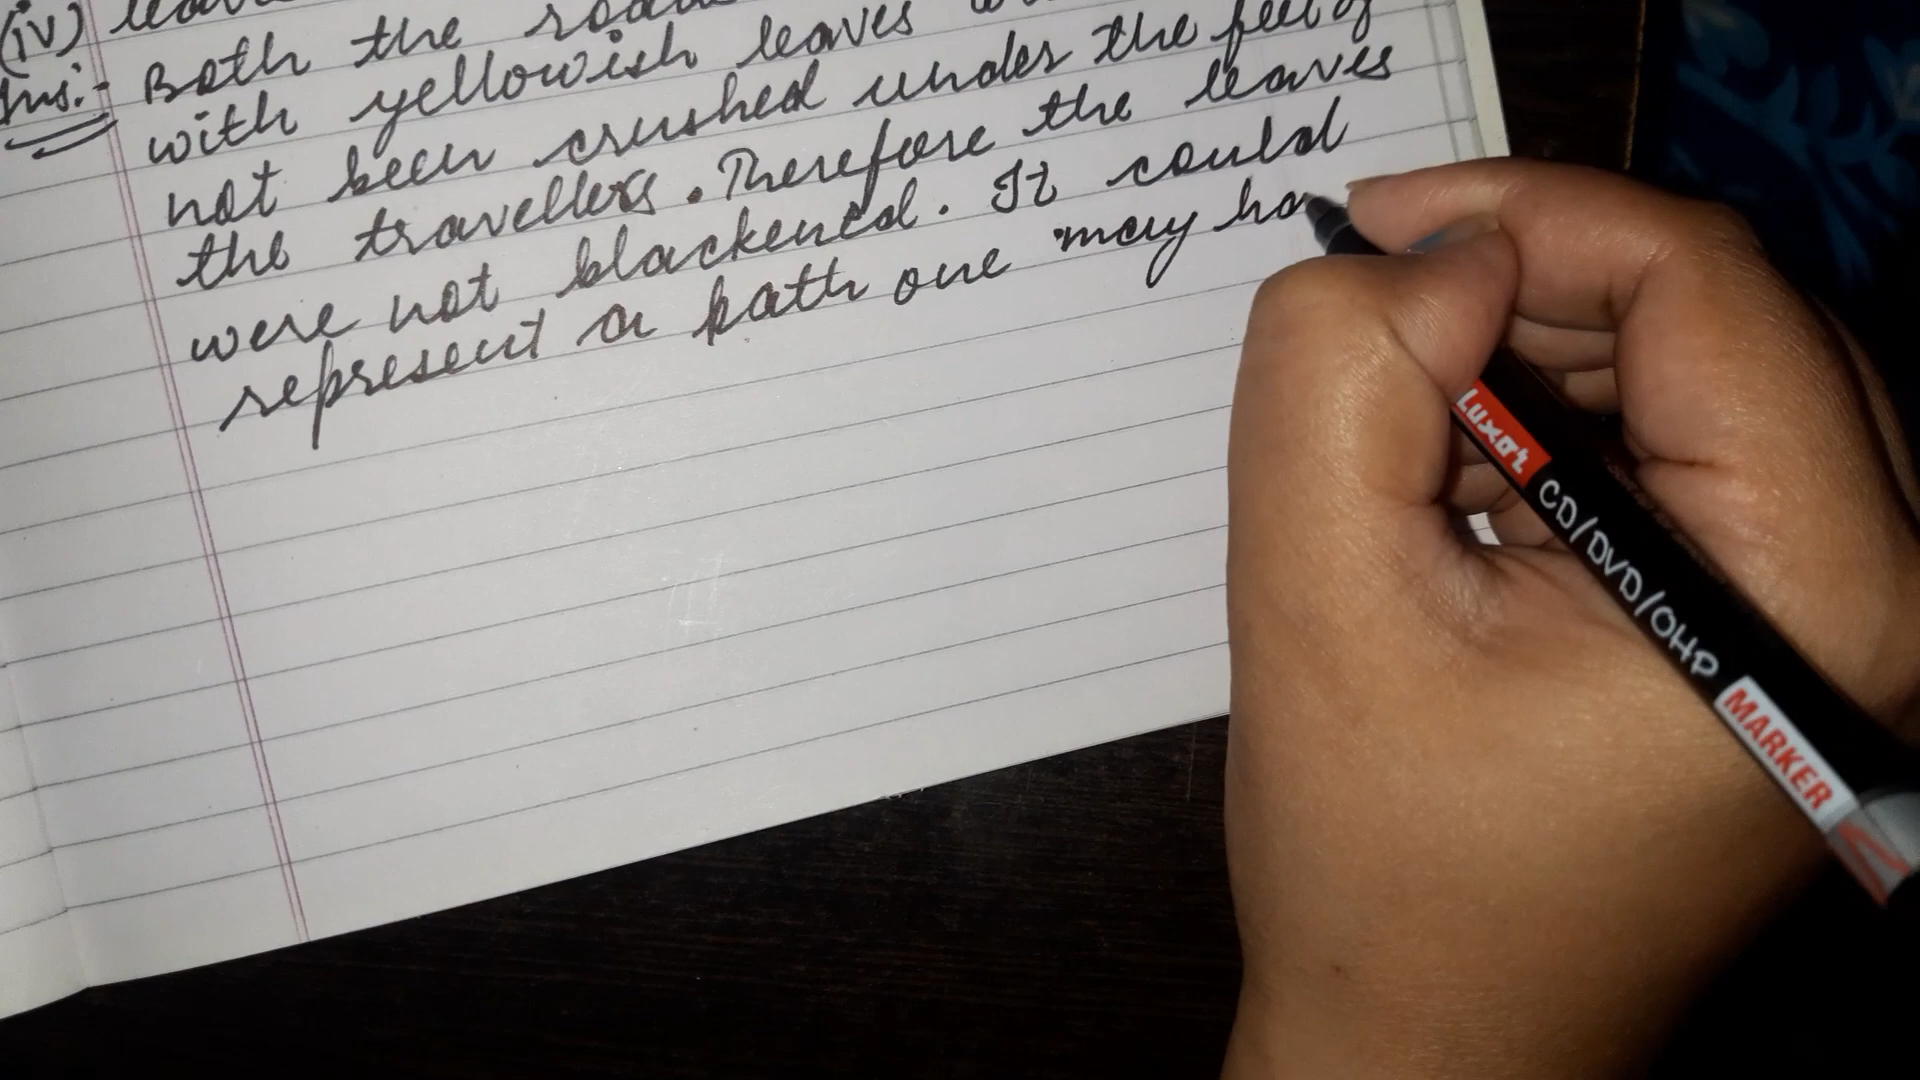 (iv)
Ans:- Both the road
with yellowish leaves
not been crushed under the feet of
the travellers. Therefore the leaves
were not blackened. It could
represent a path one may ha
Luxor CD/DVD/OHP MARKER